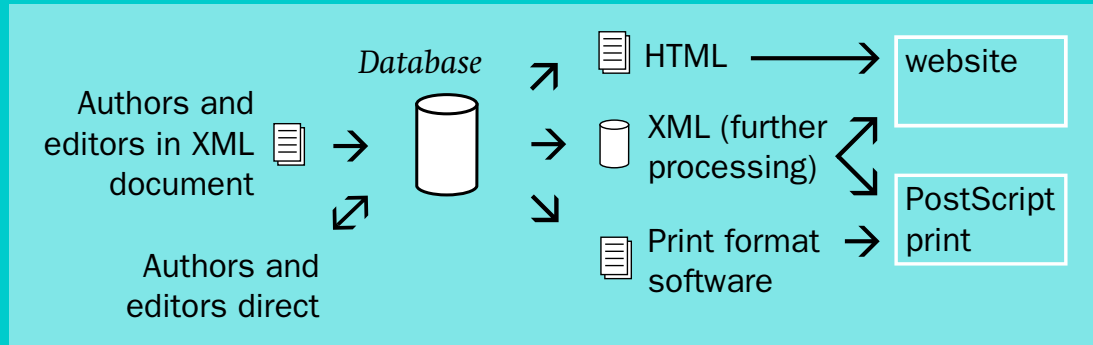 Database
Authors and
editors in XML
document
Authors and
editors direct
HTML
XML (further
processing)
Print format
software
website
PostScript
print